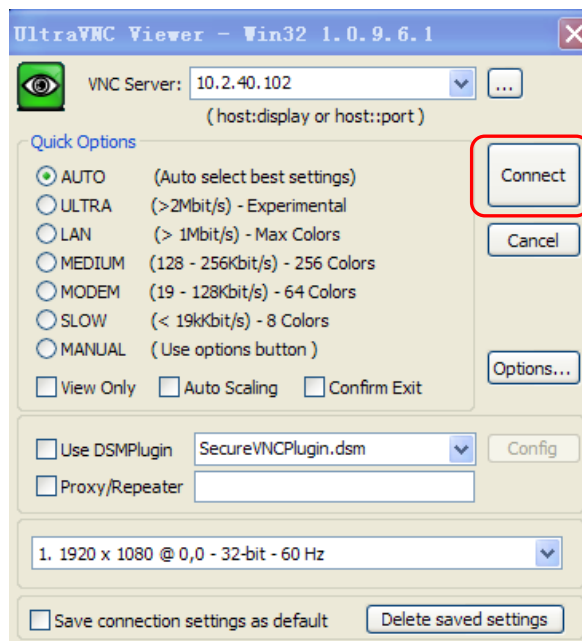 UltraVNC Viewer - Win32 1.0.9.6.1
VNC Server: 10.2.40.102 ...
( host:display or host::port )
Quick Options
AUTO (Auto select best settings)
ULTRA (>2Mbit/s) - Experimental
LAN (> 1Mbit/s) - Max Colors
MEDIUM (128 - 256Kbit/s) - 256 Colors
MODEM (19 - 128Kbit/s) - 64 Colors
SLOW (< 19kKbit/s) - 8 Colors
MANUAL ( Use options button )
View Only Auto Scaling Confirm Exit
Connect
Cancel
Options...
Use DSMPlugin SecureVNCPlugin.dsm Config
Proxy/Repeater
1. 1920 x 1080 @ 0,0 - 32-bit - 60 Hz
Save connection settings as default Delete saved settings